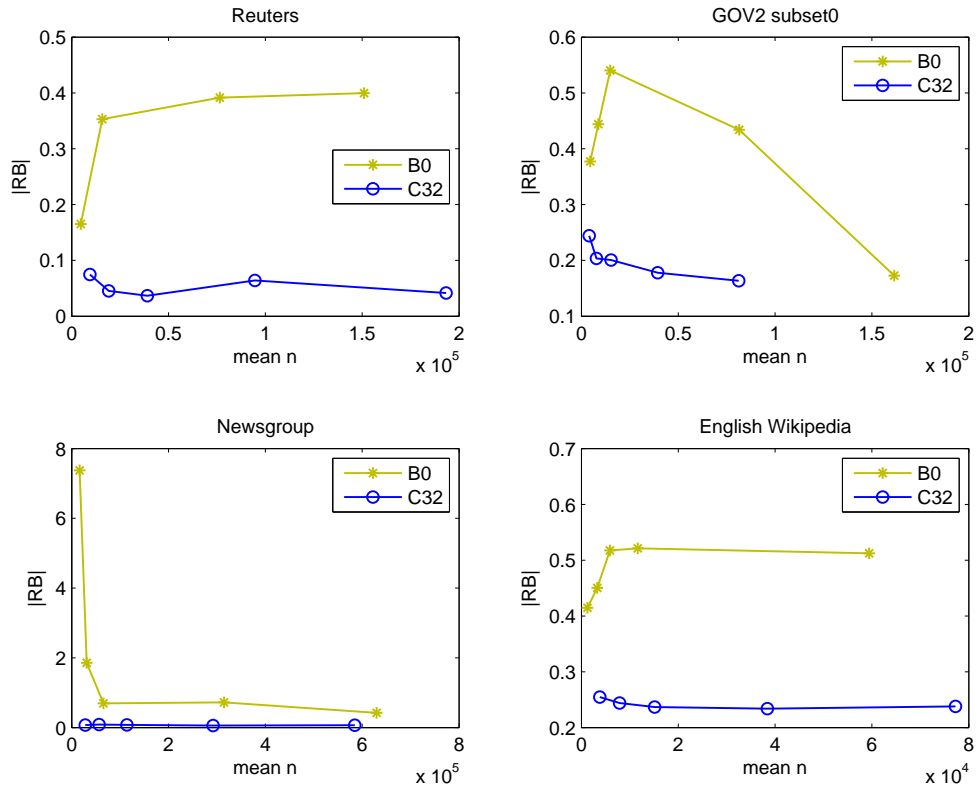 Reuters
0.5
0.4
0.3
0.2
0.1
0
|RB|
B0
C32
0 0.5 1 1.5 2
mean n
x 10^5
GOV2 subset0
0.6
0.5
0.4
0.3
0.2
0.1
|RB|
B0
C32
0 0.5 1 1.5 2
mean n
x 10^5
Newsgroup
8
6
4
2
0
|RB|
B0
C32
0 2 4 6 8
mean n
x 10^5
English Wikipedia
0.7
0.6
0.5
0.4
0.3
0.2
|RB|
B0
C32
0 2 4 6 8
mean n
x 10^4